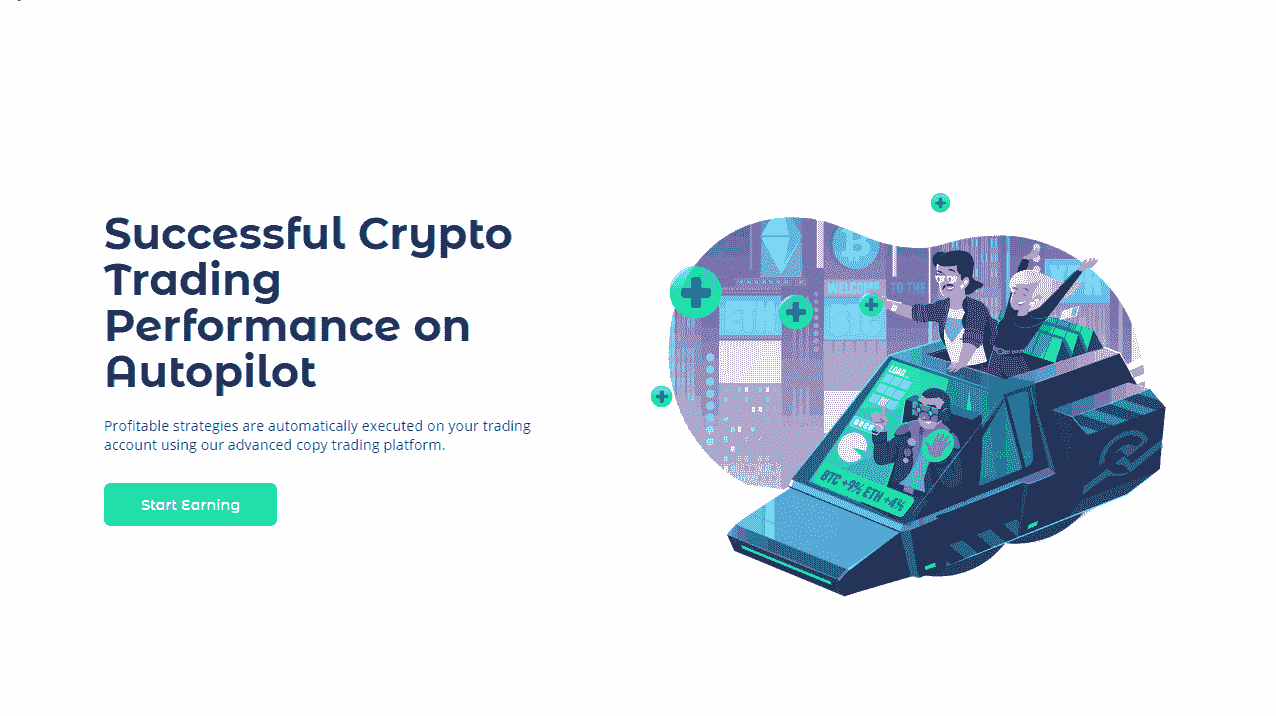 Successful Crypto
Trading
Performance on
Autopilot
Profitable strategies are automatically executed on your trading
account using our advanced copy trading platform.
Start Earning
WELCOME TO THE
ETH
LOAD...
BTC +9% ETH +4%